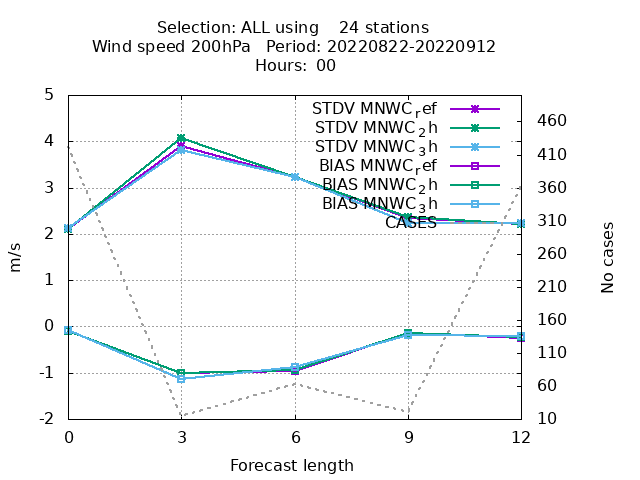 Selection: ALL using    24 stations
Wind speed 200hPa   Period: 20220822-20220912
Hours:  00
5
4
3
2
1
0
-1
-2
m/s
STDV MNWC_ref
STDV MNWC_2h
STDV MNWC_3h
BIAS MNWC_ref
BIAS MNWC_2h
BIAS MNWC_3h
CASES
460
410
360
310
260
210
160
110
60
10
No cases
0 3 6 9 12
Forecast length